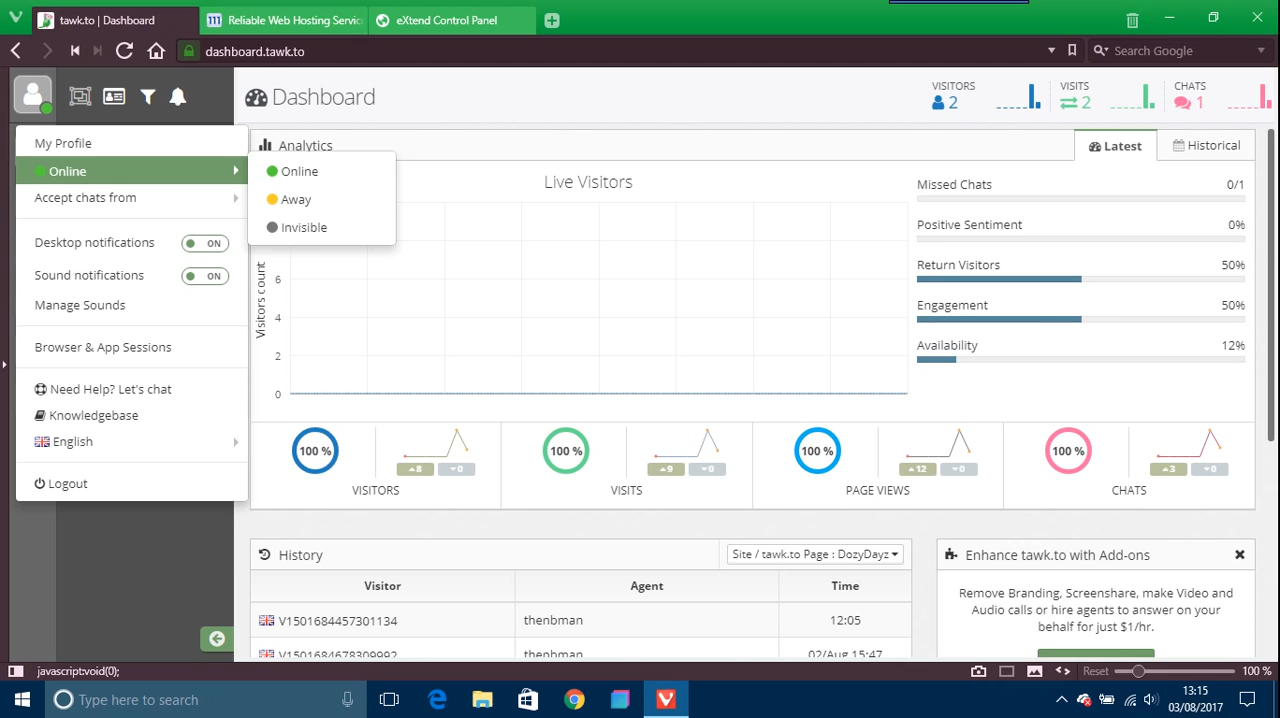 tawk.to | Dashboard
111 Reliable Web Hosting Servic
eXtend Control Panel
dashboard.tawk.to
Search Google
Dashboard
VISITORS
2
VISITS
2
CHATS
1
My Profile
Online
Accept chats from
Desktop notifications ON
Sound notifications ON
Manage Sounds
Browser & App Sessions
Need Help? Let's chat
Knowledgebase
English
Logout
Online
Away
Invisible
Analytics
Latest
Historical
Live Visitors
Visitors count
6
4
2
0
Missed Chats 0/1
Positive Sentiment 0%
Return Visitors 50%
Engagement 50%
Availability 12%
100 %
8 0
VISITORS
100 %
9 0
VISITS
100 %
12 0
PAGE VIEWS
100 %
3 0
CHATS
History
Site / tawk.to Page : DozyDayz
Visitor Agent Time
V1501684457301134 thenbman 12:05
V1501684678309992 thenbman 02/Aug 15:47
Enhance tawk.to with Add-ons
Remove Branding, Screenshare, make Video and
Audio calls or hire agents to answer on your
behalf for just $1/hr.
javascript:void(0);
Reset 100 %
Type here to search
13:15
03/08/2017